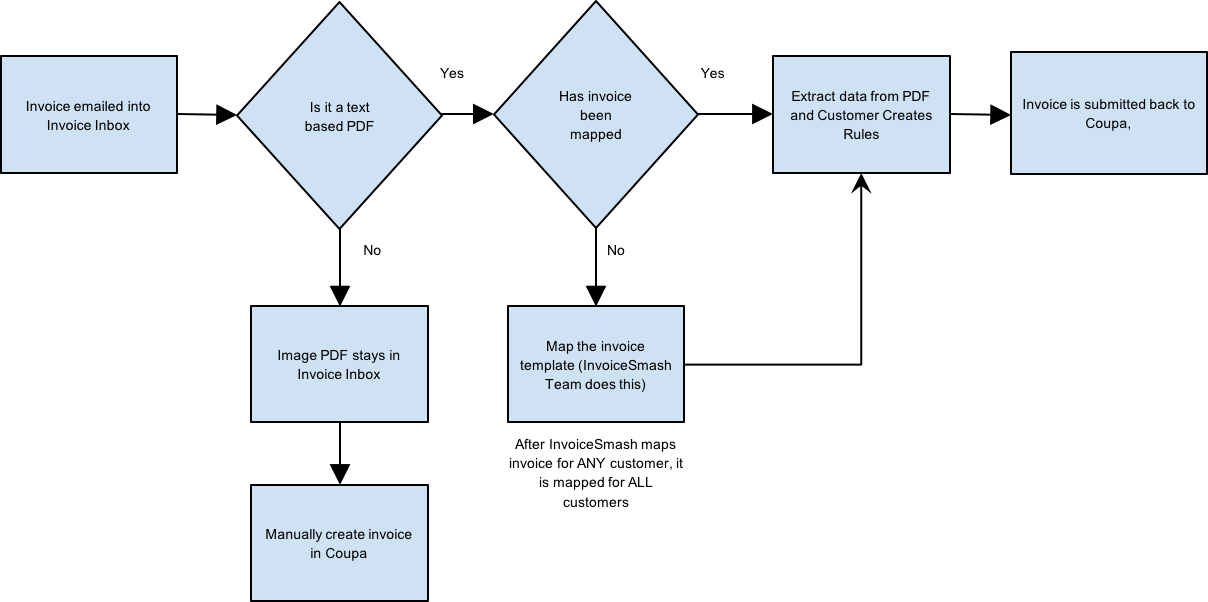 Invoice emailed into
Invoice Inbox
Is it a text
based PDF
Yes
Has invoice
been
mapped
Yes
Extract data from PDF
and Customer Creates
Rules
Invoice is submitted back to
Coupa,
No
No
Image PDF stays in
Invoice Inbox
Map the invoice
template (InvoiceSmash
Team does this)
After InvoiceSmash maps
invoice for ANY customer, it
is mapped for ALL
customers
Manually create invoice
in Coupa